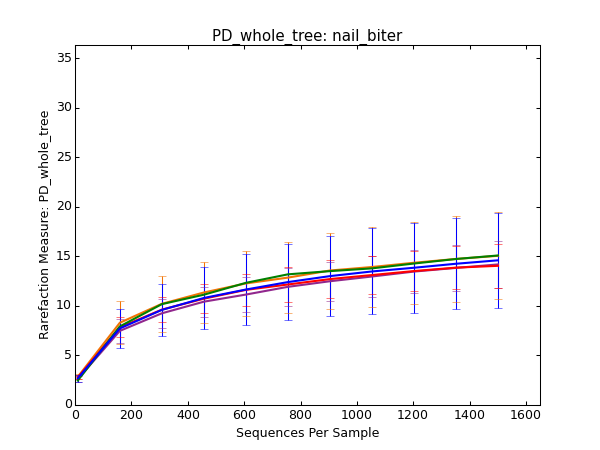 PD_whole_tree: nail_biter
Rarefaction Measure: PD_whole_tree
35
30
25
20
15
10
5
0
0 200 400 600 800 1000 1200 1400 1600
Sequences Per Sample